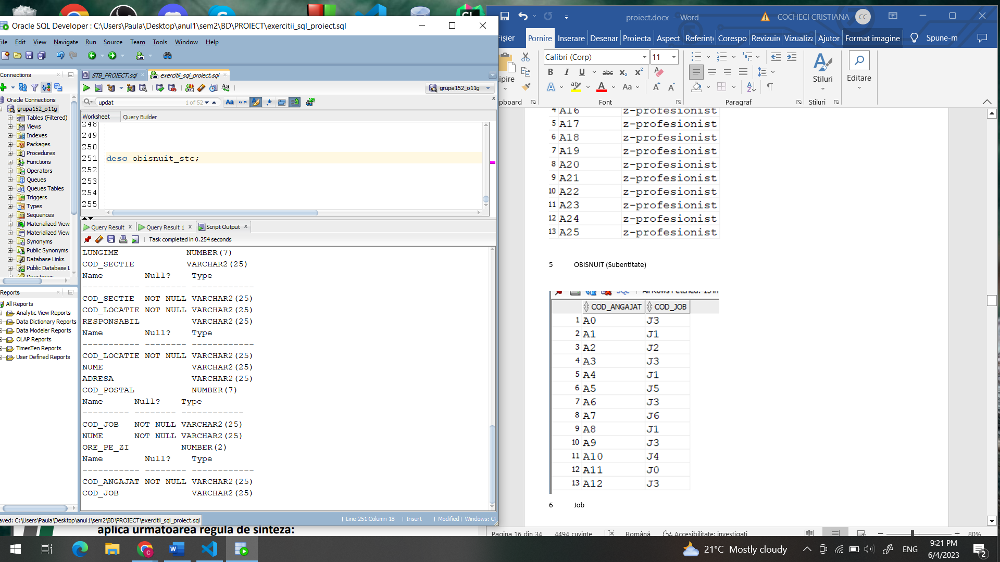 Oracle SQL Developer : C:\Users\Paula\Desktop\anul1\sem2\BD\PROIECT\exercitii_sql_proiect.sql
File Edit View Navigate Run Source Team Tools Window Help
Connections
Oracle Connections
grupa152_o11g
Tables (Filtered)
Views
Indexes
Packages
Procedures
Functions
Operators
Queues
Queues Tables
Triggers
Types
Sequences
Materialized View
Materialized View
Synonyms
Public Synonyms
Database Links
Public Database L
Directories
Reports
All Reports
Analytic View Reports
Data Dictionary Reports
Data Modeler Reports
OLAP Reports
TimesTen Reports
User Defined Reports
STB_PROIECT.sql exercitii_sql_proiect.sql
grupa152_o11g
updat 1 of 52
Worksheet Query Builder
248
249
250
251 desc obisnuit_stc;
252
253
254
255
Query Result x Query Result 1 x Script Output x
Task completed in 0.254 seconds
LUNGIME NUMBER(7)
COD_SECTIE VARCHAR2(25)
Name Null? Type
----------- -------- ------------
COD_SECTIE NOT NULL VARCHAR2(25)
COD_LOCATIE NOT NULL VARCHAR2(25)
RESPONSABIL VARCHAR2(25)
Name Null? Type
----------- -------- ------------
COD_LOCATIE NOT NULL VARCHAR2(25)
NUME VARCHAR2(25)
ADRESA VARCHAR2(25)
COD_POSTAL NUMBER(7)
Name Null? Type
--------- -------- ------------
COD_JOB NOT NULL VARCHAR2(25)
NUME NOT NULL VARCHAR2(25)
ORE_PE_ZI NUMBER(2)
Name Null? Type
----------- -------- ------------
COD_ANGAJAT NOT NULL VARCHAR2(25)
COD_JOB VARCHAR2(25)
aved: C:\Users\Paula\Desktop\anul1\sem2\BD\PROIECT\exercitii_sql_proiect.sql
| Line 251 Column 18 | Insert | Modified | Windows: CF
aplica urmatoarea regula de sinteza:
proiect.docx - Word COCHECI CRISTIANA CC
Fișier Pornire Inserare Desenar Proiecta Aspect Referinț Corespo Revizuir Vizualiza Ajutor Format imagine Spune-m
Calibri (Corp) 11
ipire
Stiluri
Editare
pboard Font Paragraf Stiluri
4 A16 z-profesionist
5 A17 z-profesionist
6 A18 z-profesionist
7 A19 z-profesionist
8 A20 z-profesionist
9 A21 z-profesionist
10 A22 z-profesionist
11 A23 z-profesionist
12 A24 z-profesionist
13 A25 z-profesionist
5 OBISNUIT (Subentitate)
SQL | All Rows Fetched: 13 in
COD_ANGAJAT COD_JOB
1 A0 J3
2 A1 J1
3 A2 J2
4 A3 J3
5 A4 J1
6 A5 J5
7 A6 J3
8 A7 J6
9 A8 J1
10 A9 J3
11 A10 J4
12 A11 J0
13 A12 J3
6 Job
Pagina 16 din 34 4494 cuvinte Română Accesibilitate: investigați 80%
21°C Mostly cloudy ENG 9:21 PM
6/4/2023 2